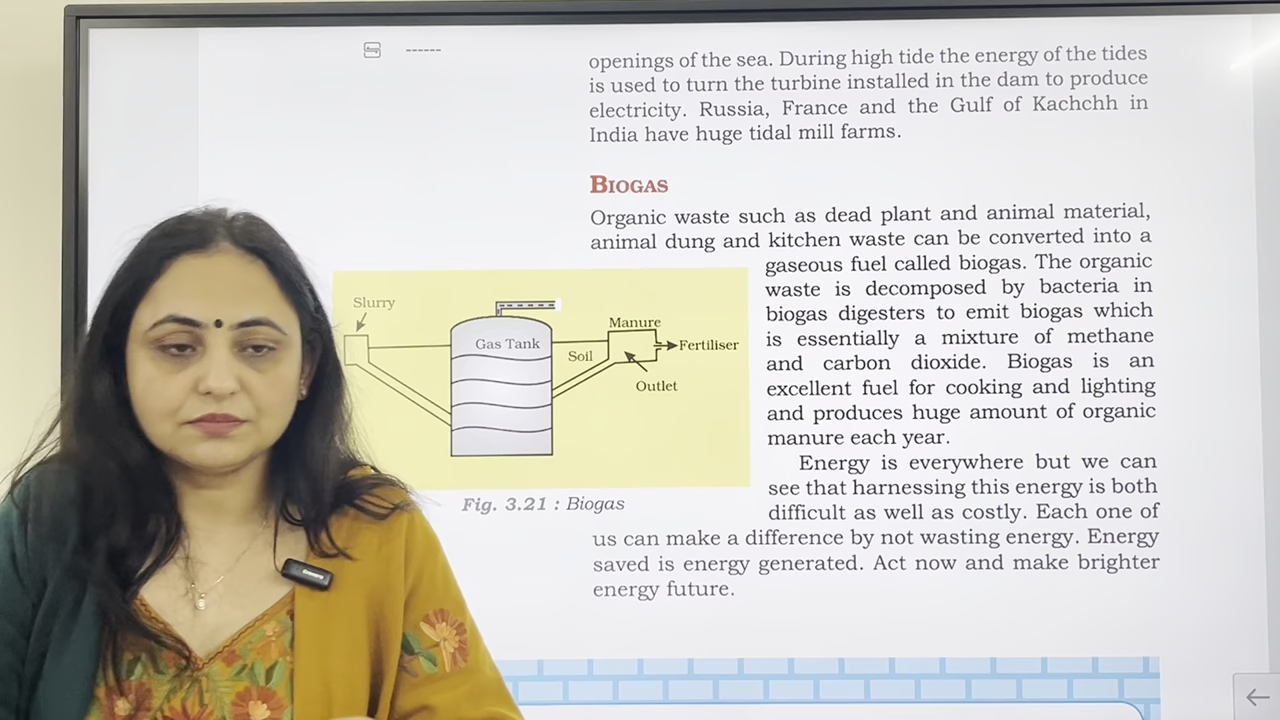 openings of the sea. During high tide the energy of the tides
is used to turn the turbine installed in the dam to produce
electricity. Russia, France and the Gulf of Kachchh in
India have huge tidal mill farms.
BIOGAS
Organic waste such as dead plant and animal material,
animal dung and kitchen waste can be converted into a
gaseous fuel called biogas. The organic
waste is decomposed by bacteria in
biogas digesters to emit biogas which
is essentially a mixture of methane
and carbon dioxide. Biogas is an
excellent fuel for cooking and lighting
and produces huge amount of organic
manure each year.
Slurry
Gas Tank
Soil
Manure
Fertiliser
Outlet
Fig. 3.21 : Biogas
Energy is everywhere but we can
see that harnessing this energy is both
difficult as well as costly. Each one of
us can make a difference by not wasting energy. Energy
saved is energy generated. Act now and make brighter
energy future.